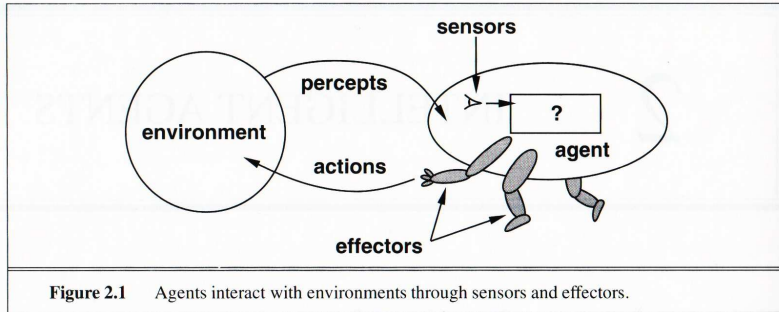 sensors
percepts
environment
?
agent
actions
effectors
Figure 2.1 Agents interact with environments through sensors and effectors.